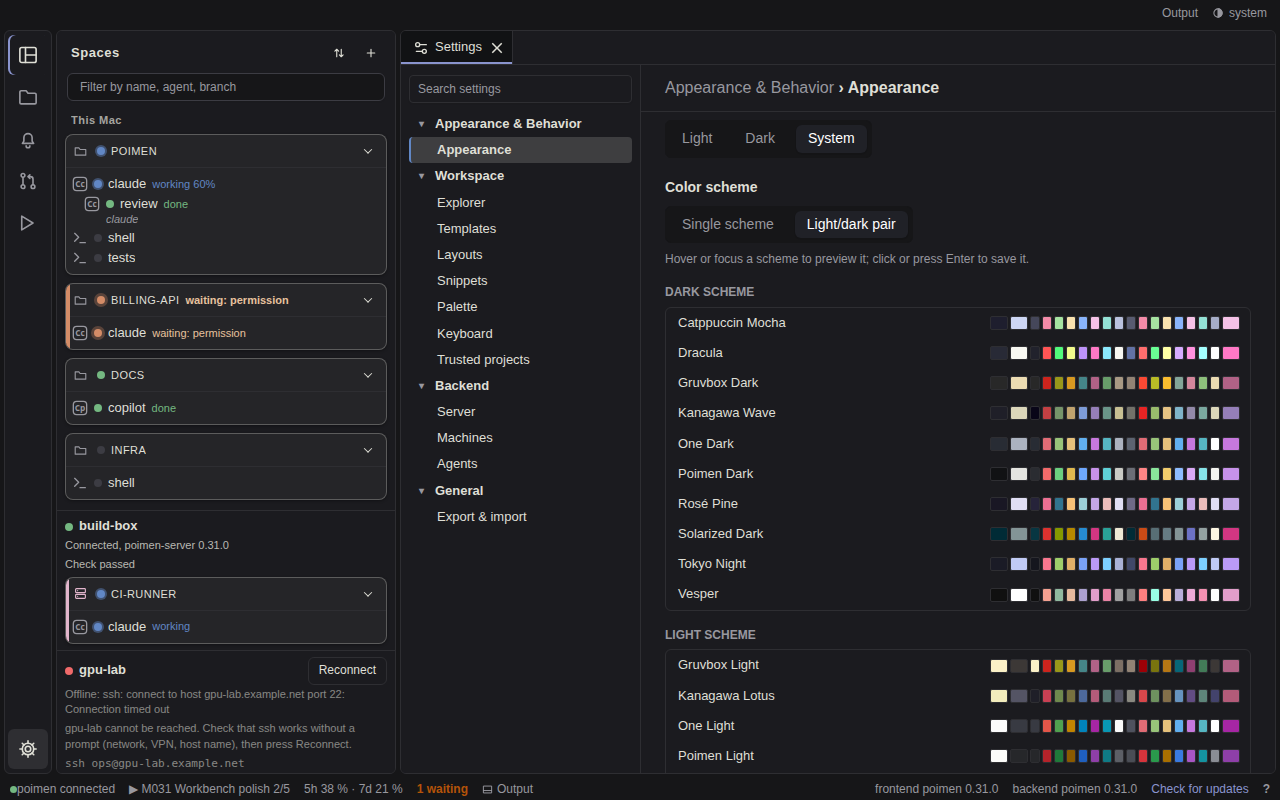 Output system
Spaces
Filter by name, agent, branch
This Mac
POIMEN
Cc claude working 60%
Cc review done
claude
shell
tests
BILLING-API waiting: permission
Cc claude waiting: permission
DOCS
Cp copilot done
INFRA
shell
build-box
Connected, poimen-server 0.31.0
Check passed
CI-RUNNER
Cc claude working
gpu-lab Reconnect
Offline: ssh: connect to host gpu-lab.example.net port 22:
Connection timed out
gpu-lab cannot be reached. Check that ssh works without a
prompt (network, VPN, host name), then press Reconnect.
ssh ops@gpu-lab.example.net
Settings
Search settings
Appearance & Behavior
Appearance
Workspace
Explorer
Templates
Layouts
Snippets
Palette
Keyboard
Trusted projects
Backend
Server
Machines
Agents
General
Export & import
Appearance & Behavior › Appearance
Light Dark System
Color scheme
Single scheme Light/dark pair
Hover or focus a scheme to preview it; click or press Enter to save it.
DARK SCHEME
Catppuccin Mocha
Dracula
Gruvbox Dark
Kanagawa Wave
One Dark
Poimen Dark
Rosé Pine
Solarized Dark
Tokyo Night
Vesper
LIGHT SCHEME
Gruvbox Light
Kanagawa Lotus
One Light
Poimen Light
poimen connected ▶ M031 Workbench polish 2/5 5h 38 % · 7d 21 % 1 waiting Output frontend poimen 0.31.0 backend poimen 0.31.0 Check for updates ?